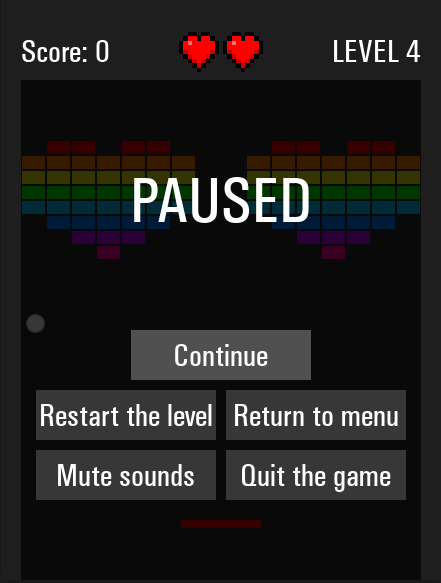 Score: 0
LEVEL 4
PAUSED
Continue
Restart the level
Return to menu
Mute sounds
Quit the game